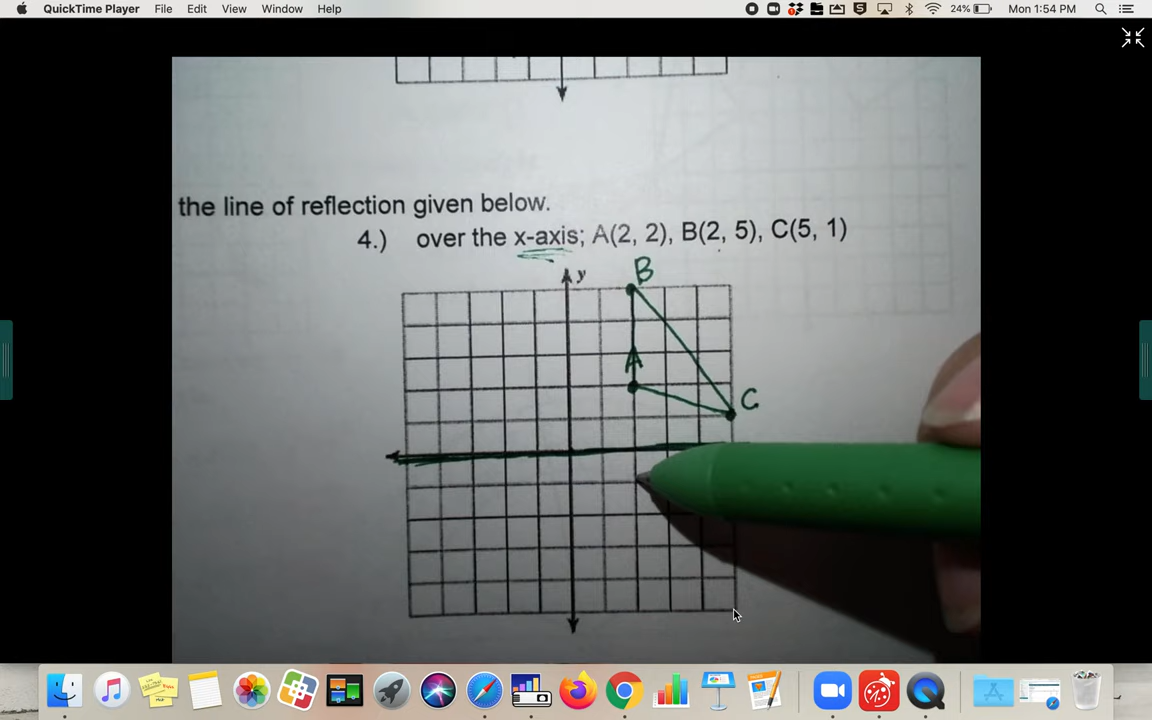 QuickTime Player File Edit View Window Help 24% Mon 1:54 PM
the line of reflection given below.
4.) over the x-axis; A(2, 2), B(2, 5), C(5, 1)
B
y
A
C